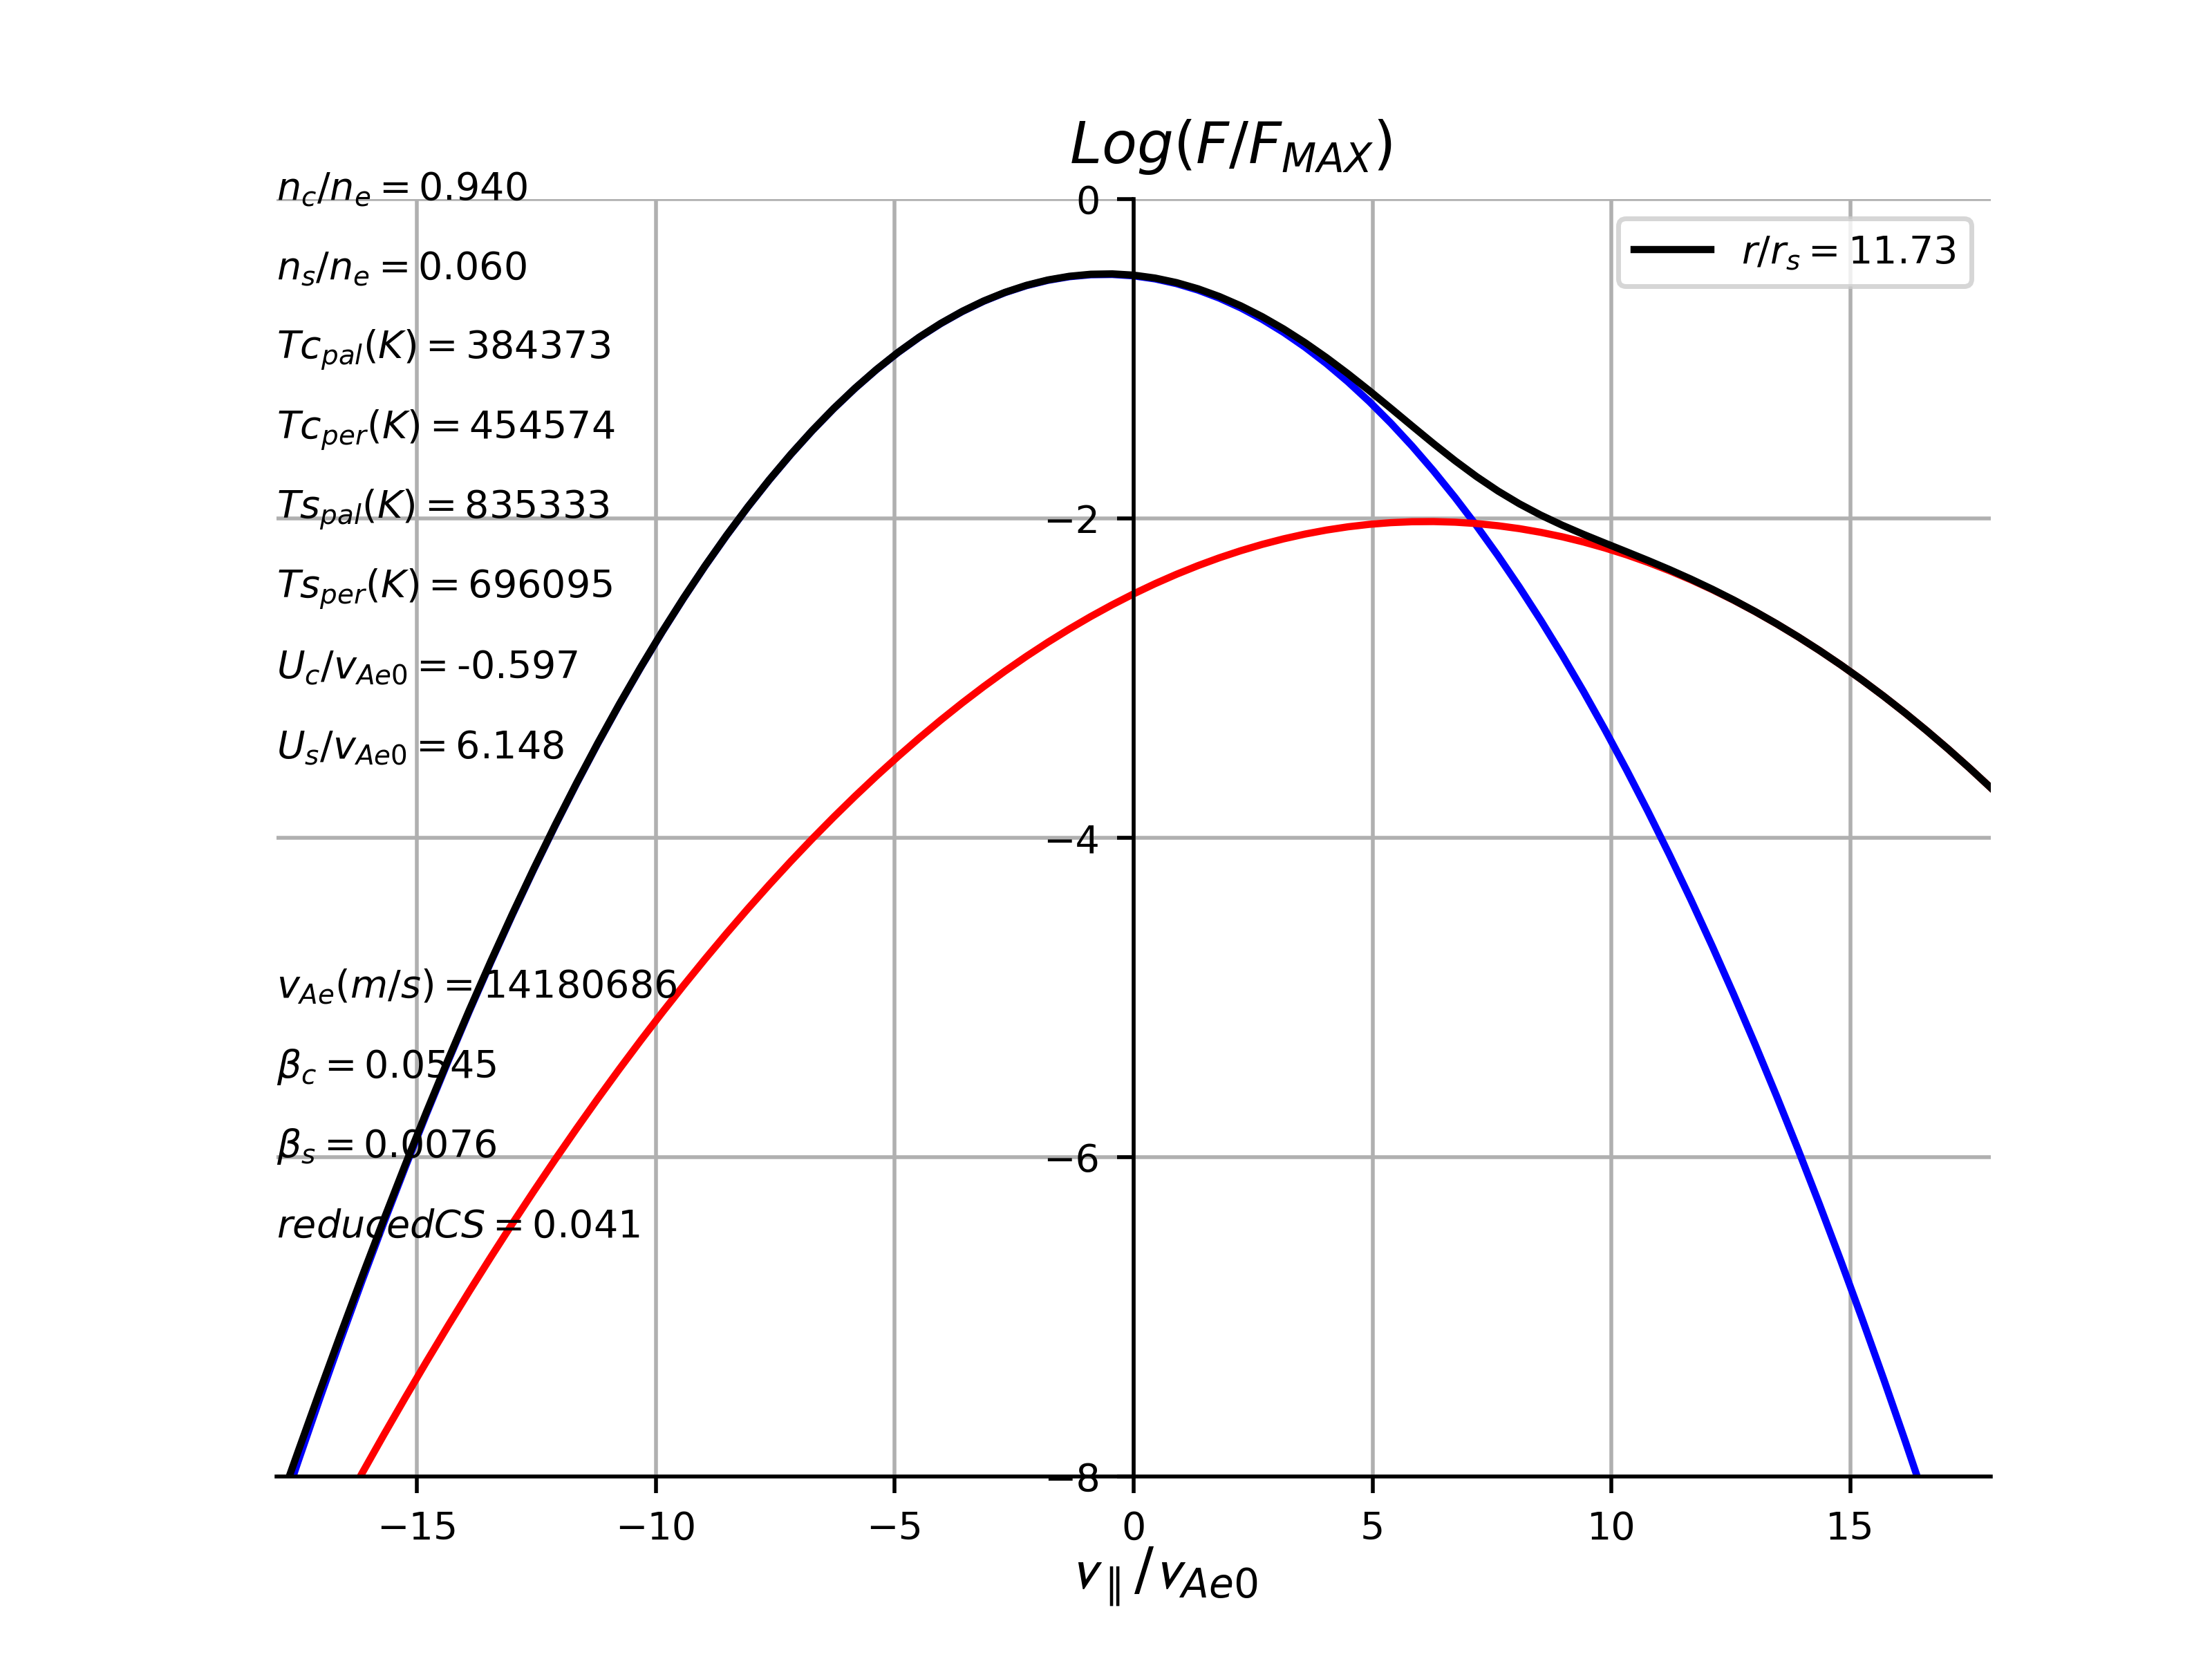 Log(F/F_MAX)
n_c/n_e = 0.940
0
r/r_s = 11.73
n_s/n_e = 0.060
Tc_pal(K) = 384373
Tc_per(K) = 454574
Ts_pal(K) = 835333
−2
Ts_per(K) = 696095
U_c/v_Ae0 = -0.597
U_s/v_Ae0 = 6.148
−4
v_Ae(m/s) = 14180686
β_c = 0.0545
β_s = 0.0076
−6
reducedCS = 0.041
−8
−15 −10 −5 0 5 10 15
v_∥/v_Ae0